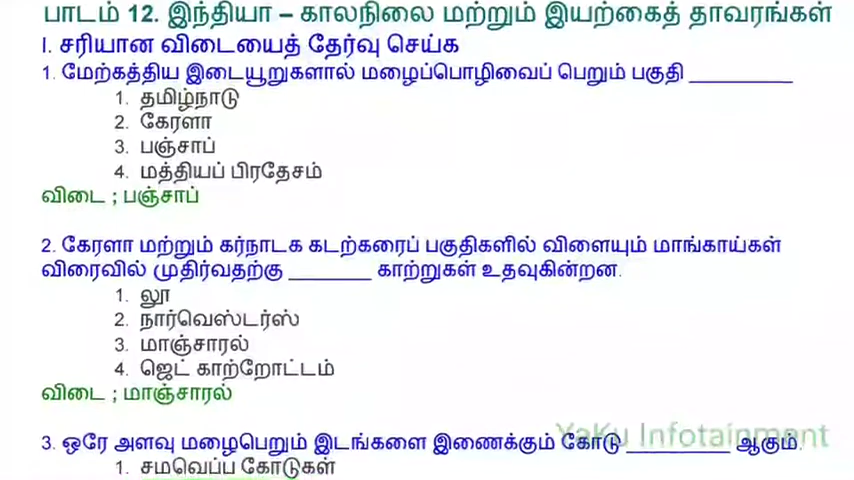 பாடம் 12. இந்தியா – காலநிலை மற்றும் இயற்கைத் தாவரங்கள்
I. சரியான விடையைத் தேர்வு செய்க
1. மேற்கத்திய இடையூறுகளால் மழைப்பொழிவைப் பெறும் பகுதி __________
1. தமிழ்நாடு
2. கேரளா
3. பஞ்சாப்
4. மத்தியப் பிரதேசம்
விடை ; பஞ்சாப்
2. கேரளா மற்றும் கர்நாடக கடற்கரைப் பகுதிகளில் விளையும் மாங்காய்கள்
விரைவில் முதிர்வதற்கு ________ காற்றுகள் உதவுகின்றன.
1. லூ
2. நார்வெஸ்டர்ஸ்
3. மாஞ்சாரல்
4. ஜெட் காற்றோட்டம்
விடை ; மாஞ்சாரல்
3. ஒரே அளவு மழைபெறும் இடங்களை இணைக்கும் கோடு __________ ஆகும்.
YaKu Infotainment
1. சமவெப்ப கோடுகள்